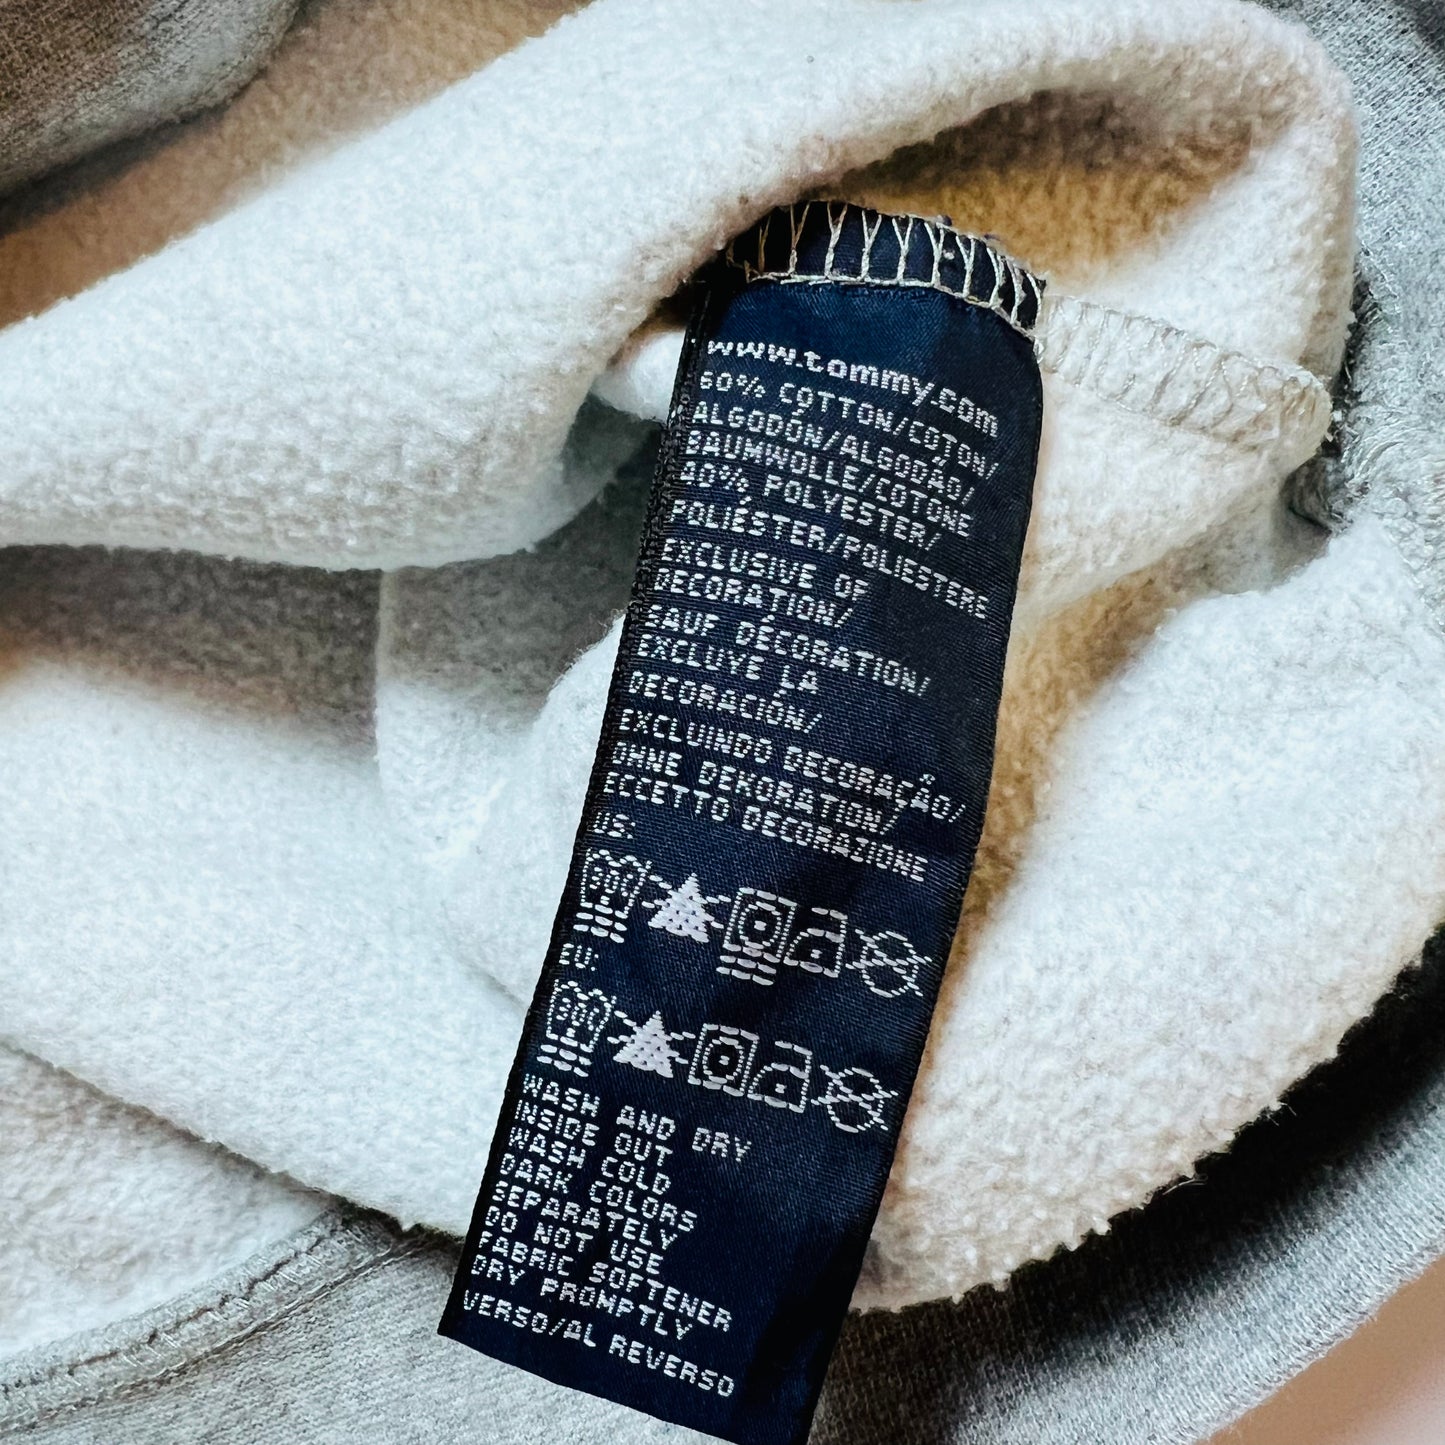 www.tommy.com
60% COTTON/COTON/
ALGODÓN/ALGODÃO/
BAUMWOLLE/COTONE
40% POLYESTER/
POLIÉSTER/POLIESTERE
EXCLUSIVE OF
DECORATION/
SAUF DÉCORATION/
EXCLUYE LA
DECORACIÓN/
EXCLUINDO DECORAÇÃO/
OHNE DEKORATION/
ECCETTO DECORAZIONE
US:
30C
EU:
30C
WASH AND DRY
INSIDE OUT
WASH COLD
DARK COLORS
SEPARATELY
DO NOT USE
FABRIC SOFTENER
DRY PROMPTLY
VERSO/AL REVERSO